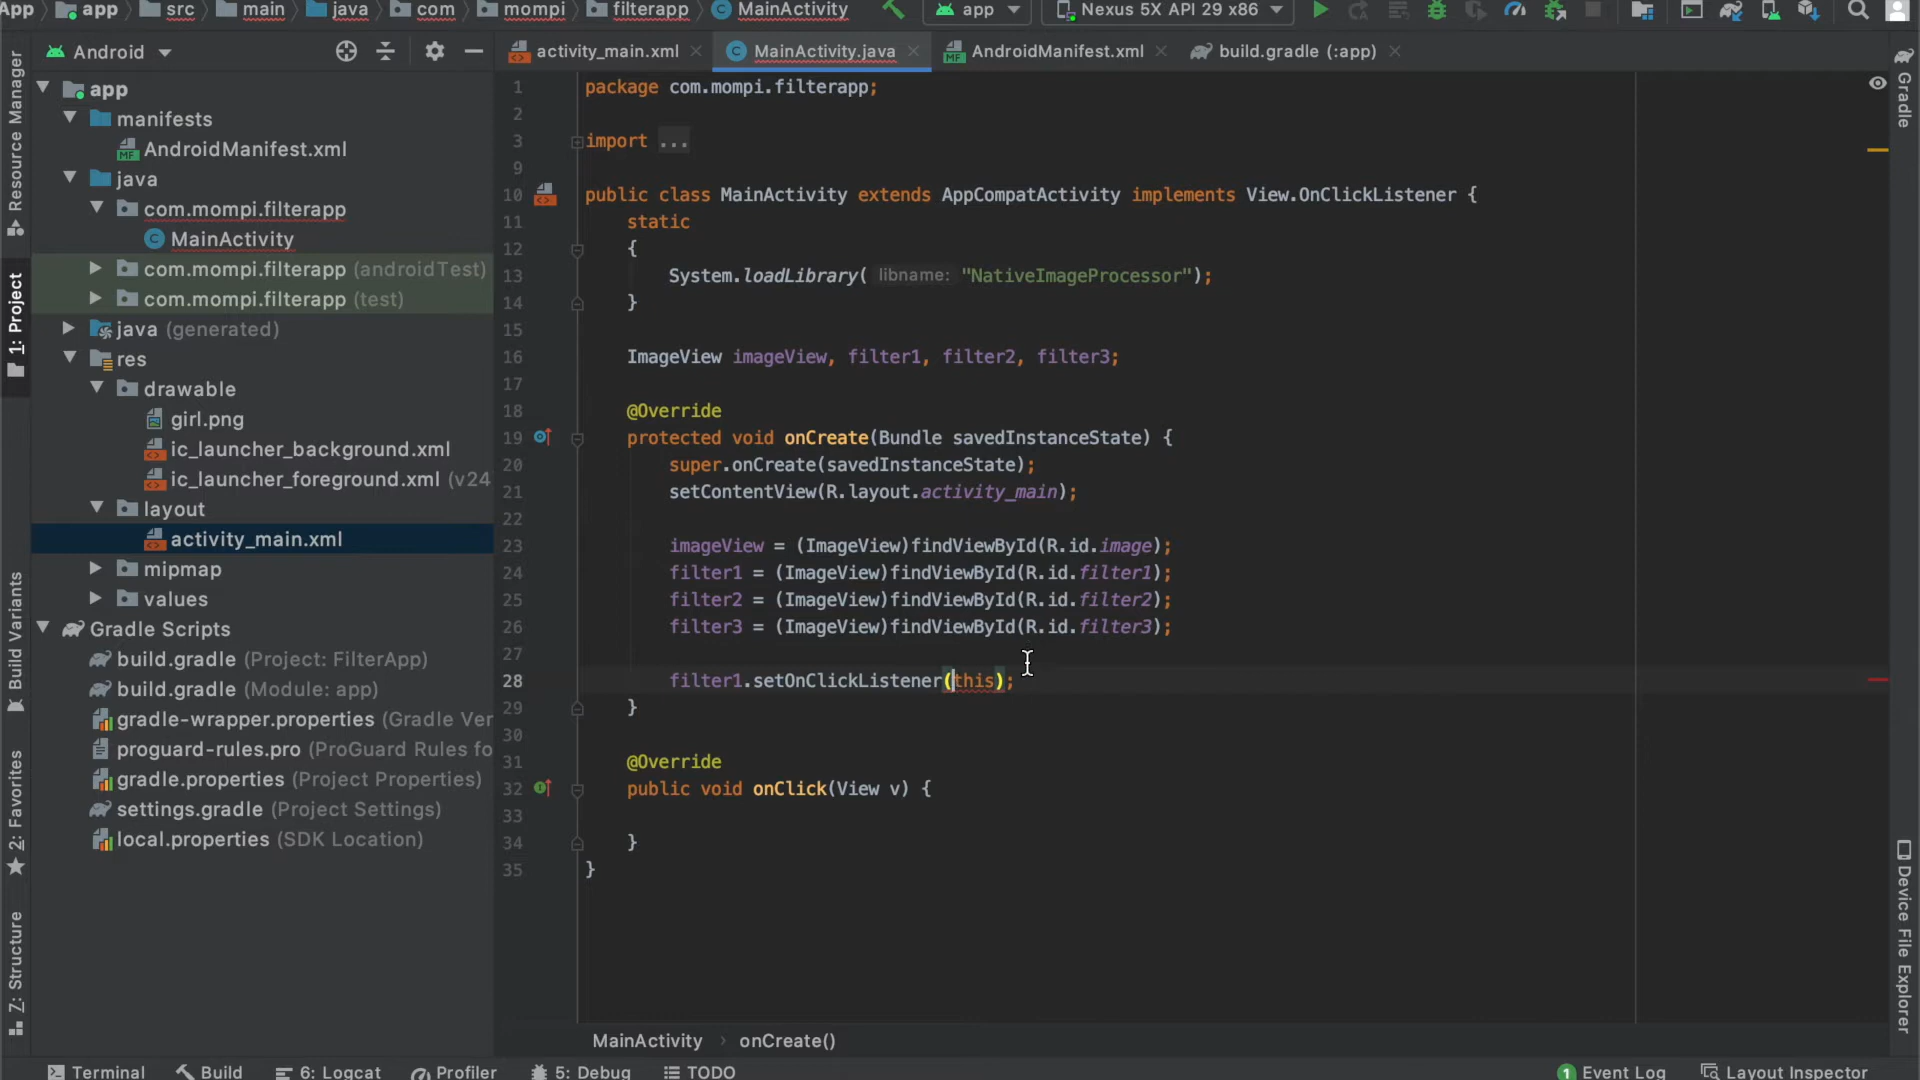 App app src main java com mompi filterapp MainActivity app Nexus 5X API 29 x86
Android
activity_main.xml MainActivity.java AndroidManifest.xml build.gradle (:app)
Resource Manager
1: Project
Build Variants
2: Favorites
Z: Structure
app
manifests
AndroidManifest.xml
java
com.mompi.filterapp
MainActivity
com.mompi.filterapp (androidTest)
com.mompi.filterapp (test)
java (generated)
res
drawable
girl.png
ic_launcher_background.xml
ic_launcher_foreground.xml (v24
layout
activity_main.xml
mipmap
values
Gradle Scripts
build.gradle (Project: FilterApp)
build.gradle (Module: app)
gradle-wrapper.properties (Gradle Ver
proguard-rules.pro (ProGuard Rules fo
gradle.properties (Project Properties)
settings.gradle (Project Settings)
local.properties (SDK Location)
1 package com.mompi.filterapp;
2
3 import ...
9
10 public class MainActivity extends AppCompatActivity implements View.OnClickListener {
11 static
12 {
13 System.loadLibrary( libname: "NativeImageProcessor");
14 }
15
16 ImageView imageView, filter1, filter2, filter3;
17
18 @Override
19 protected void onCreate(Bundle savedInstanceState) {
20 super.onCreate(savedInstanceState);
21 setContentView(R.layout.activity_main);
22
23 imageView = (ImageView)findViewById(R.id.image);
24 filter1 = (ImageView)findViewById(R.id.filter1);
25 filter2 = (ImageView)findViewById(R.id.filter2);
26 filter3 = (ImageView)findViewById(R.id.filter3);
27
28 filter1.setOnClickListener(this);
29 }
30
31 @Override
32 public void onClick(View v) {
33
34 }
35 }
Gradle
Device File Explorer
MainActivity › onCreate()
Terminal Build 6: Logcat Profiler 5: Debug TODO 1 Event Log Layout Inspector